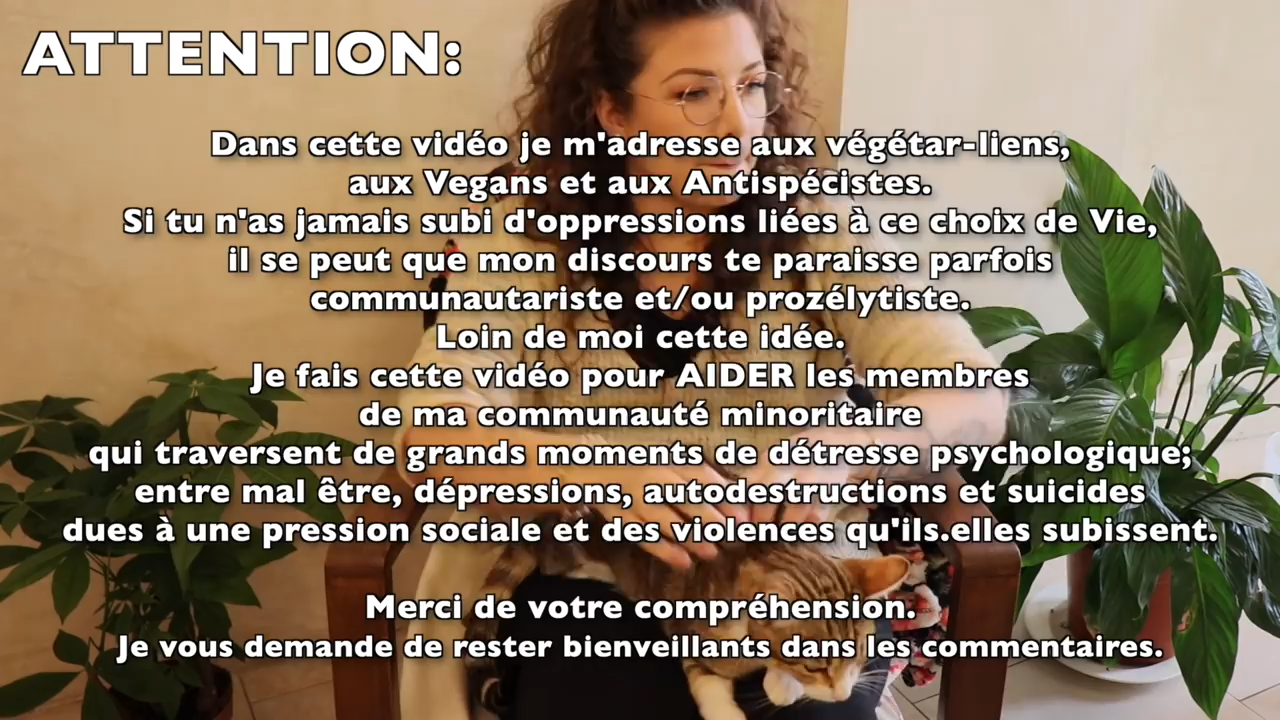 ATTENTION:
Dans cette vidéo je m'adresse aux végétar-liens,
aux Vegans et aux Antispécistes.
Si tu n'as jamais subi d'oppressions liées à ce choix de Vie,
il se peut que mon discours te paraisse parfois
communautariste et/ou prozélytiste.
Loin de moi cette idée.
Je fais cette vidéo pour AIDER les membres
de ma communauté minoritaire
qui traversent de grands moments de détresse psychologique;
entre mal être, dépressions, autodestructions et suicides
dues à une pression sociale et des violences qu'ils.elles subissent.
Merci de votre compréhension.
Je vous demande de rester bienveillants dans les commentaires.